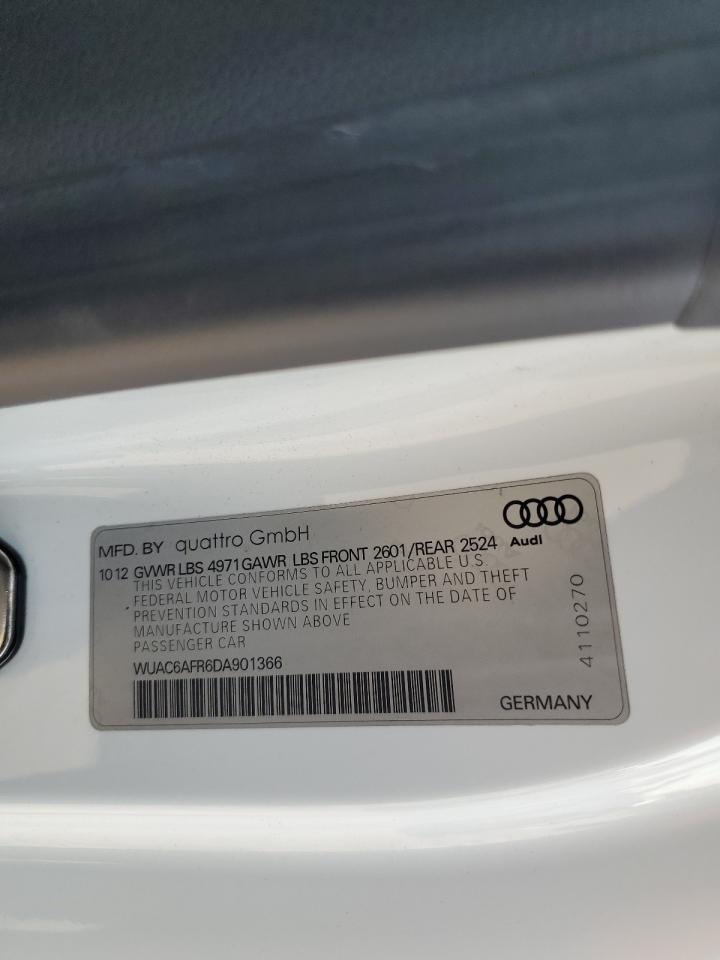 MFD. BY quattro GmbH
Audi
10 12 GVWR LBS 4971 GAWR LBS FRONT 2601/REAR 2524
THIS VEHICLE CONFORMS TO ALL APPLICABLE U.S.
FEDERAL MOTOR VEHICLE SAFETY, BUMPER AND THEFT
PREVENTION STANDARDS IN EFFECT ON THE DATE OF
MANUFACTURE SHOWN ABOVE
PASSENGER CAR
WUAC6AFR6DA901366
GERMANY
4110270